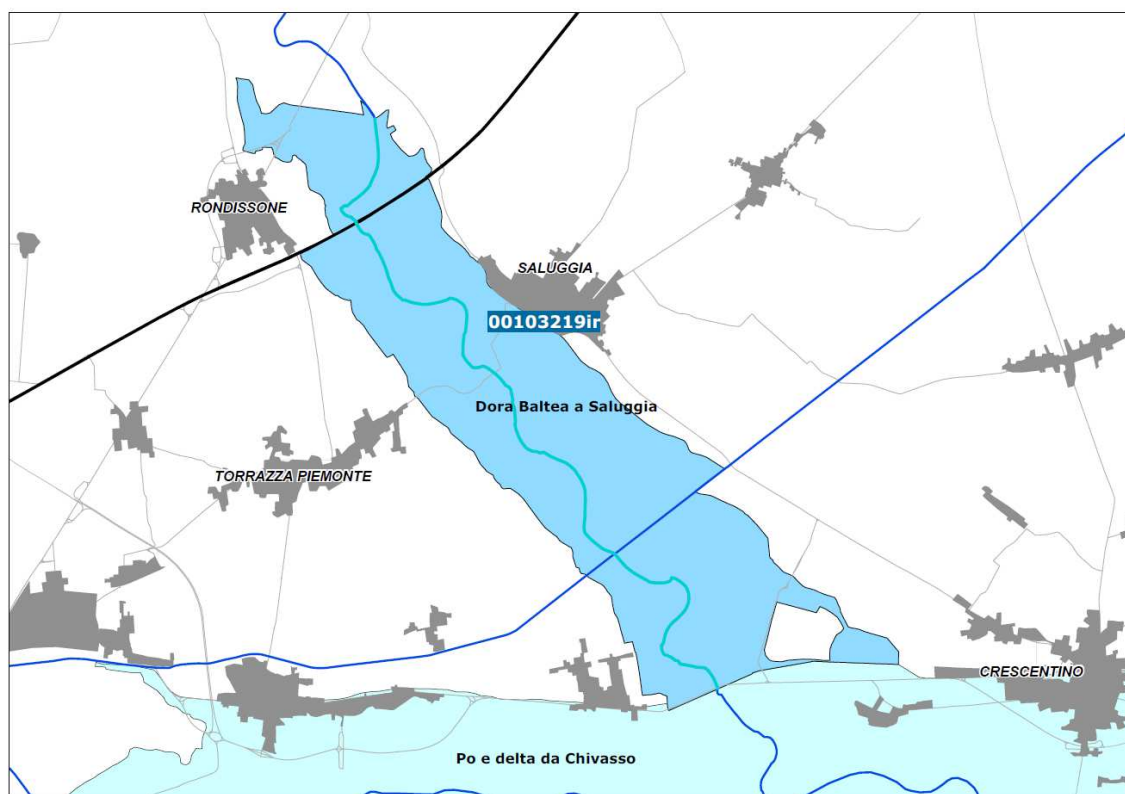 RONDISSONE
SALUGGIA
00103219ir
Dora Baltea a Saluggia
TORRAZZA PIEMONTE
CRESCENTINO
Po e delta da Chivasso